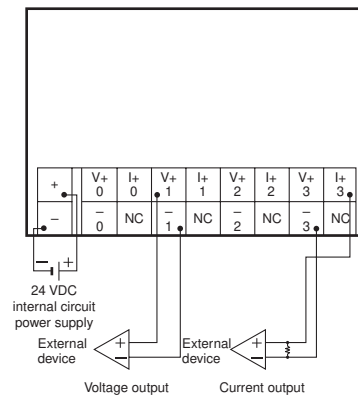 + V+ 0 I+ 0 V+ 1 I+ 1 V+ 2 I+ 2 V+ 3 I+ 3
− − 0 NC − 1 NC − 2 NC − 3 NC
− +
24 VDC
internal circuit
power supply
External
device
+
−
External
device
+
−
Voltage output
Current output